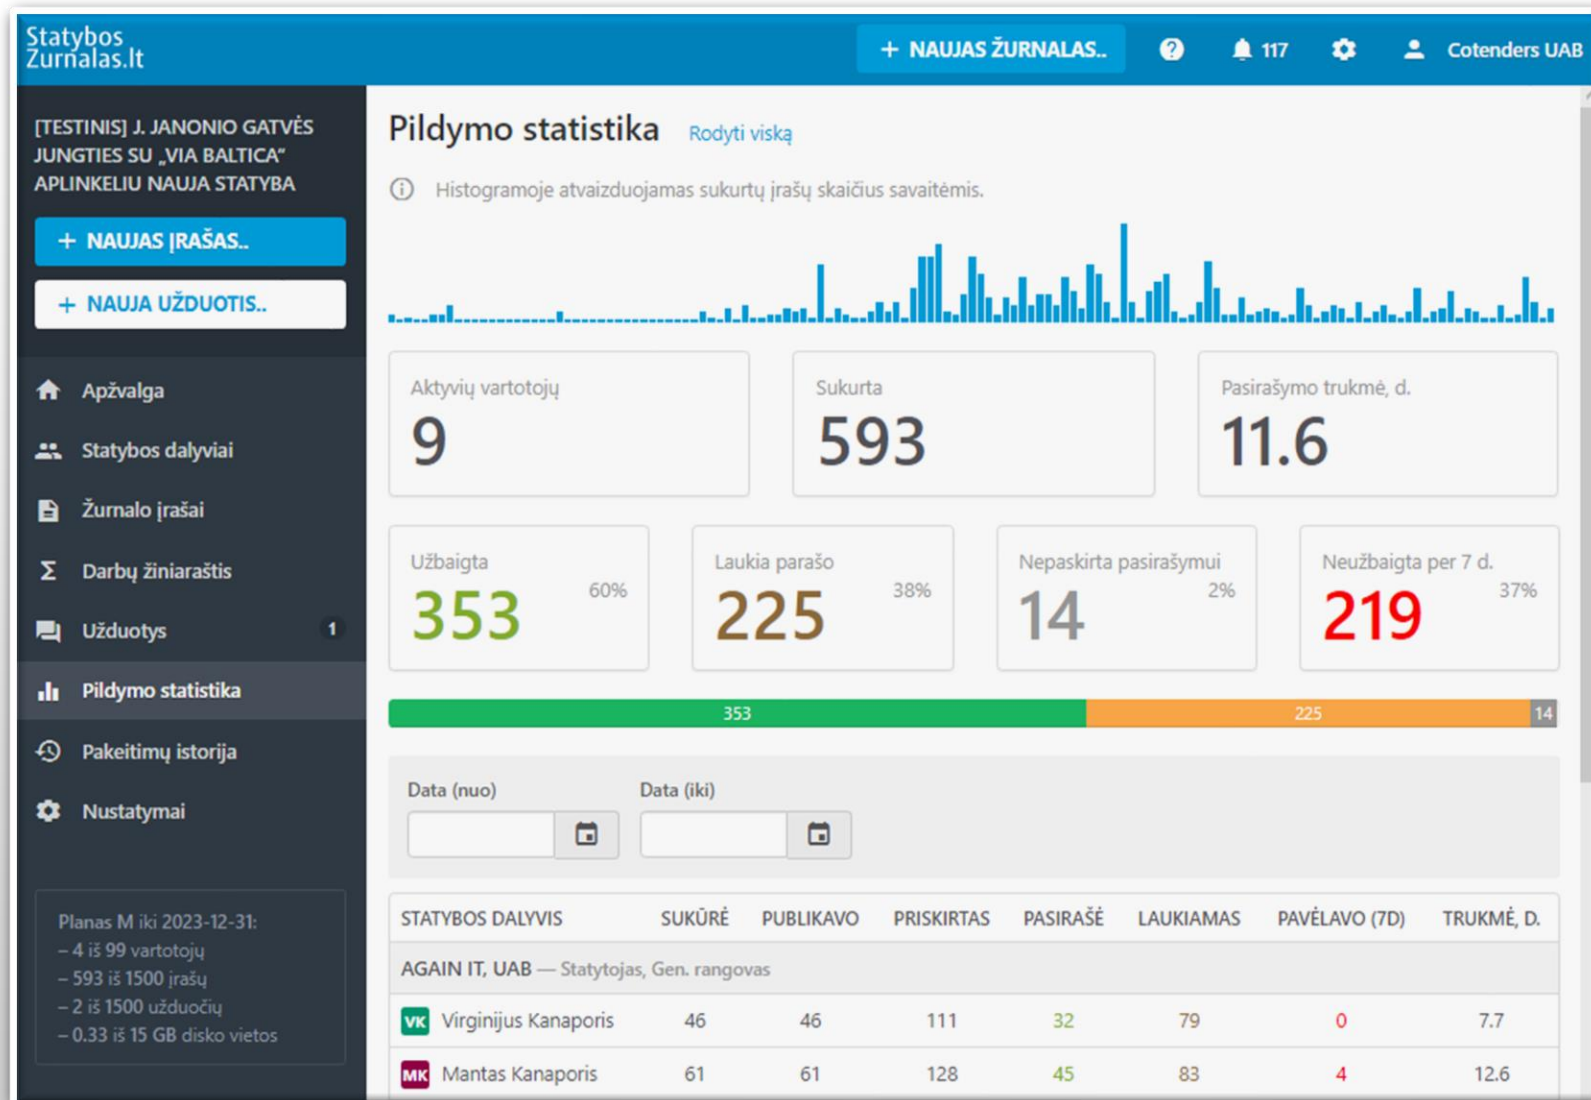 Statybos
Zurnalas.lt
+ NAUJAS ŽURNALAS..
? 117 Cotenders UAB
[TESTINIS] J. JANONIO GATVĖS
JUNGTIES SU „VIA BALTICA“
APLINKELIU NAUJA STATYBA
+ NAUJAS ĮRAŠAS..
+ NAUJA UŽDUOTIS..
Apžvalga
Statybos dalyviai
Žurnalo įrašai
Σ Darbų žiniaraštis
Užduotys 1
Pildymo statistika
Pakeitimų istorija
Nustatymai
Planas M iki 2023-12-31:
– 4 iš 99 vartotojų
– 593 iš 1500 įrašų
– 2 iš 1500 užduočių
– 0.33 iš 15 GB disko vietos
Pildymo statistika Rodyti viską
Histogramoje atvaizduojamas sukurtų įrašų skaičius savaitėmis.
Aktyvių vartotojų
9
Sukurta
593
Pasirašymo trukmė, d.
11.6
Užbaigta
353 60%
Laukia parašo
225 38%
Nepaskirta pasirašymui
14 2%
Neužbaigta per 7 d.
219 37%
353 225 14
Data (nuo) Data (iki)
STATYBOS DALYVIS SUKŪRĖ PUBLIKAVO PRISKIRTAS PASIRAŠĖ LAUKIAMAS PAVĖLAVO (7D) TRUKMĖ, D.
AGAIN IT, UAB — Statytojas, Gen. rangovas
VK Virginijus Kanaporis 46 46 111 32 79 0 7.7
MK Mantas Kanaporis 61 61 128 45 83 4 12.6